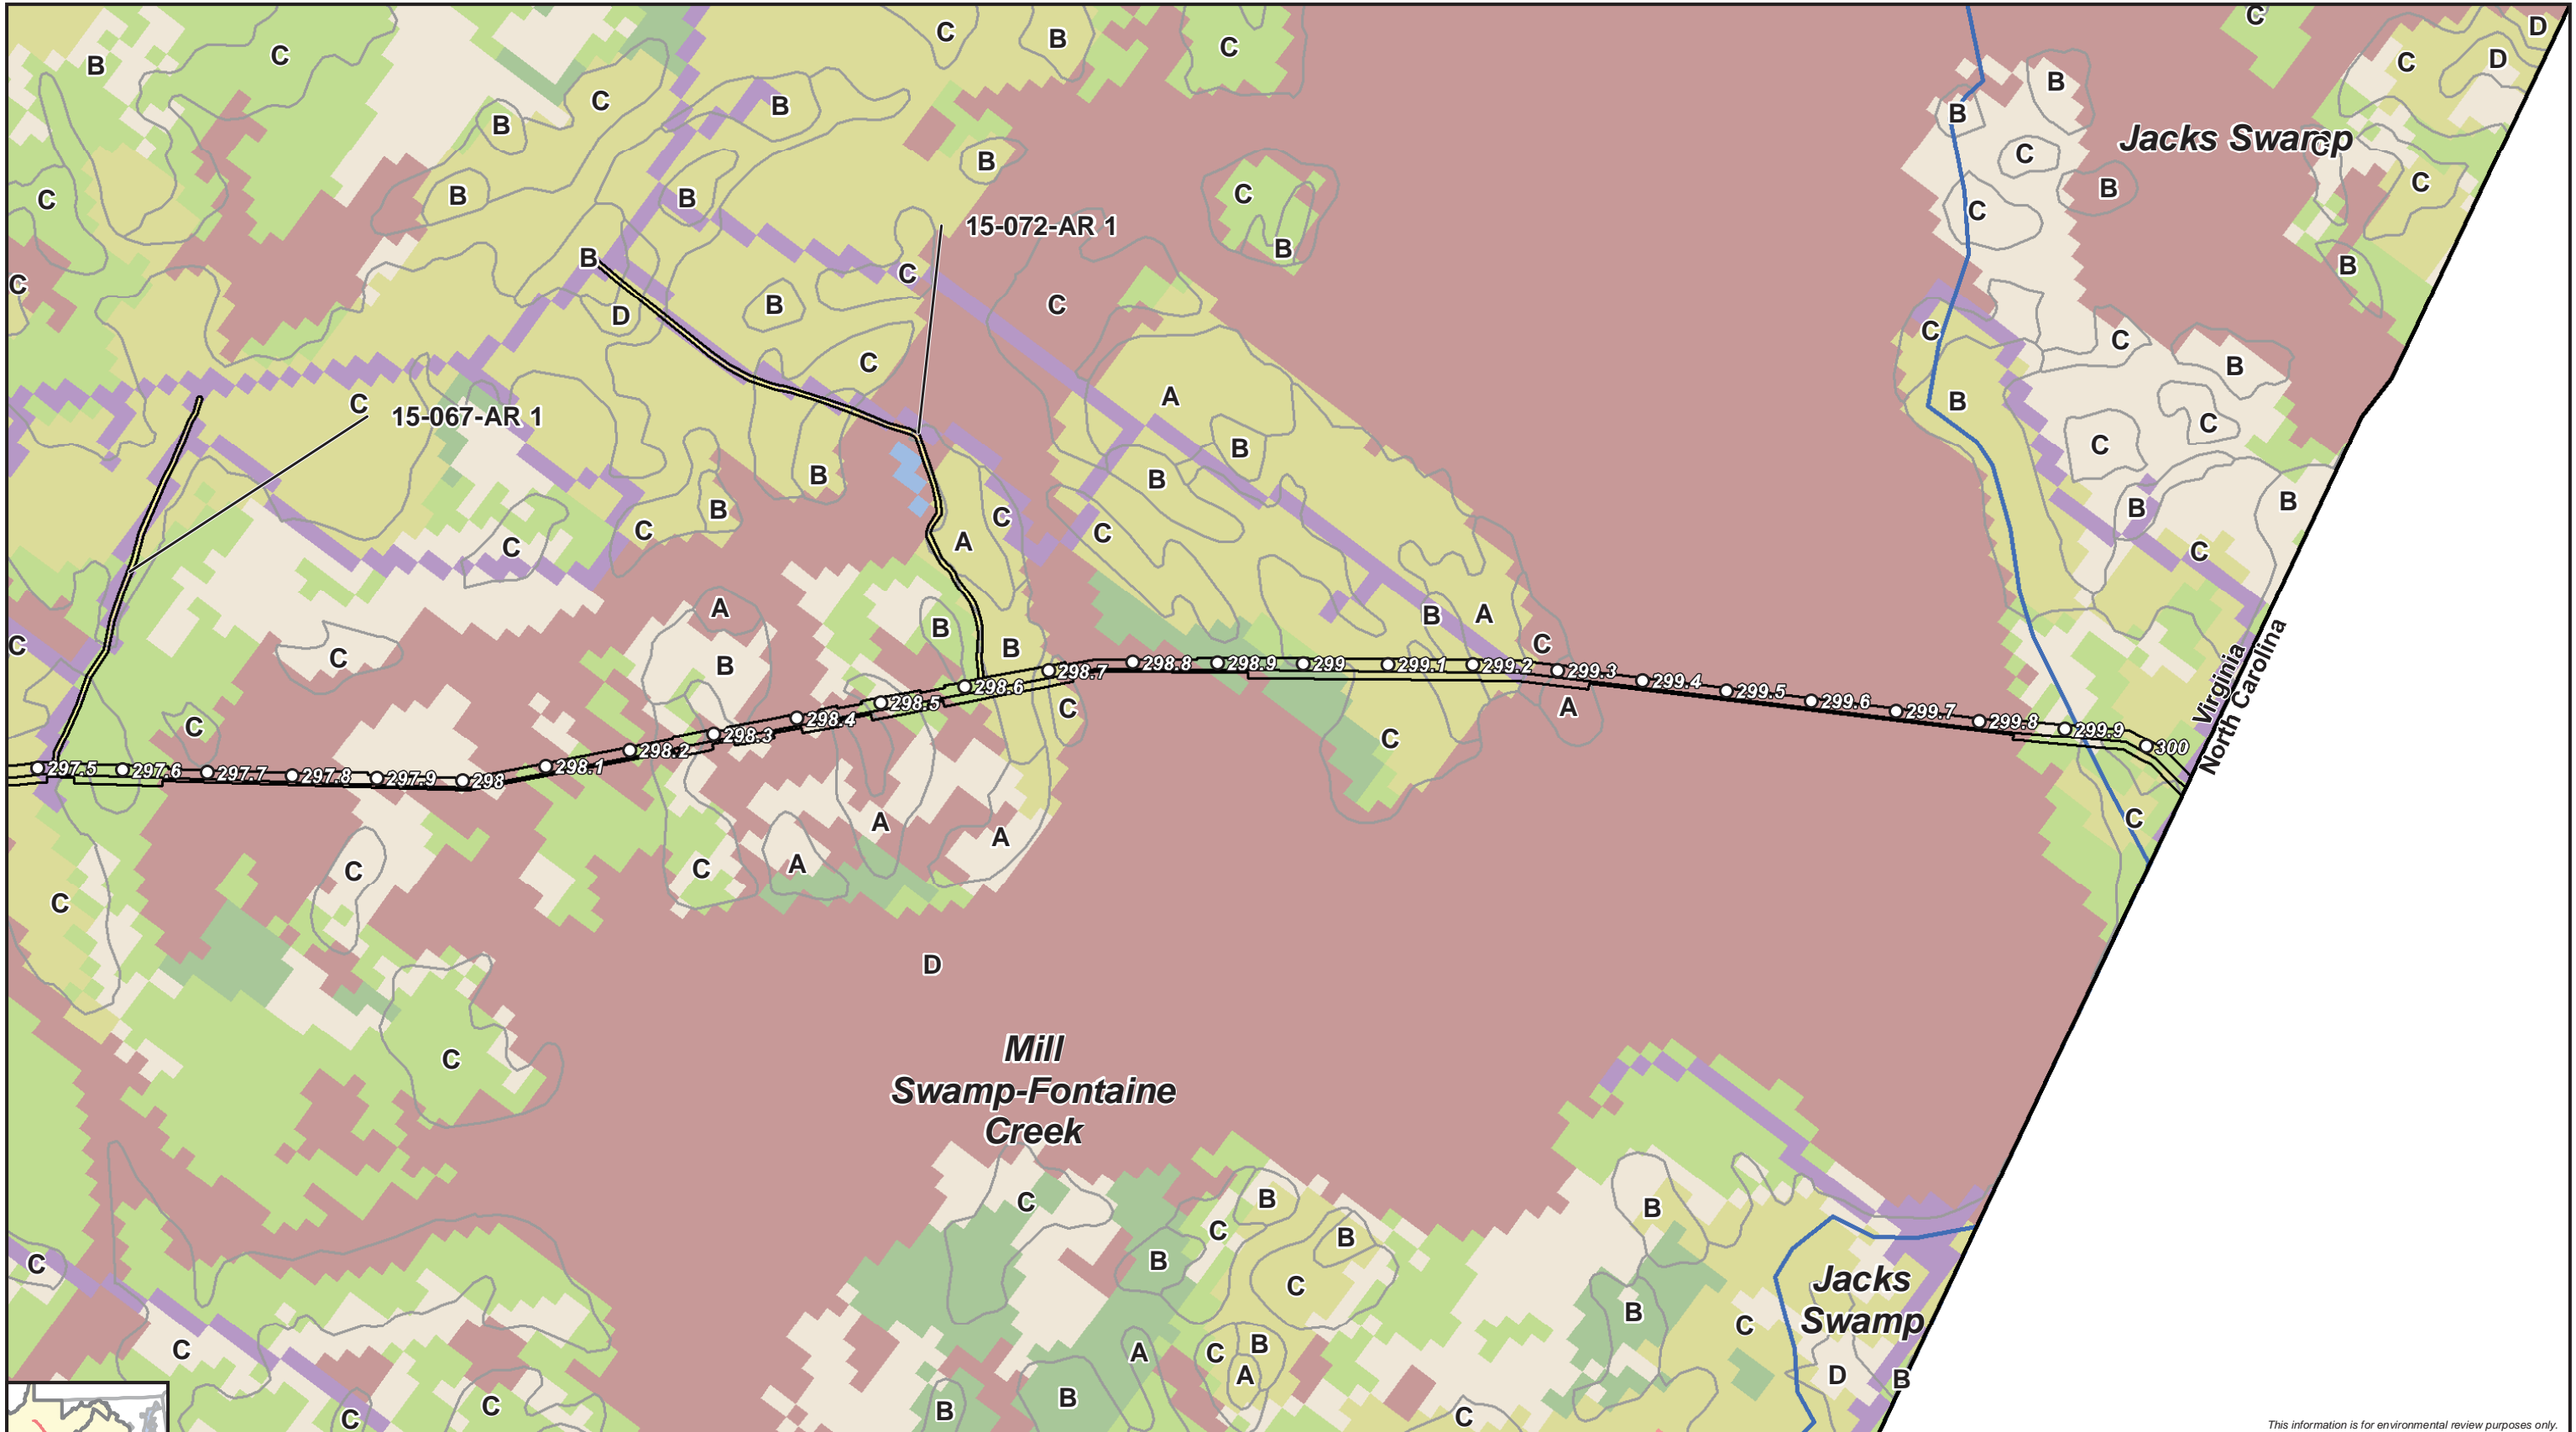 C
B
C
D
C
B
C
C
B
D
C
B
C
B
B
B
B
C
Jacks Swamp
C
C
B
C
B
B
B
C
C
C
C
15-072-AR 1
B
B
B
C
C
B
C
D
B
C
C
C
C
B
A
C
15-067-AR 1
B
C
B
C
B
B
B
B
B
C
C
A
C
C
C
A
B
B
A
C
C
B
B
C
A
B
C
Virginia
North Carolina
297.5
297.6
297.7
297.8
297.9
298
298.1
298.2
298.3
298.4
298.5
298.6
298.7
298.8
298.9
299
299.1
299.2
299.3
299.4
299.5
299.6
299.7
299.8
299.9
300
C
A
C
C
A
C
A
A
C
C
C
D
Mill
Swamp-Fontaine
Creek
C
C
B
B
C
B
B
C
C
Jacks
Swamp
B
C
C
A
C
B
A
D
B
B
C
C
B
C
This information is for environmental review purposes only.